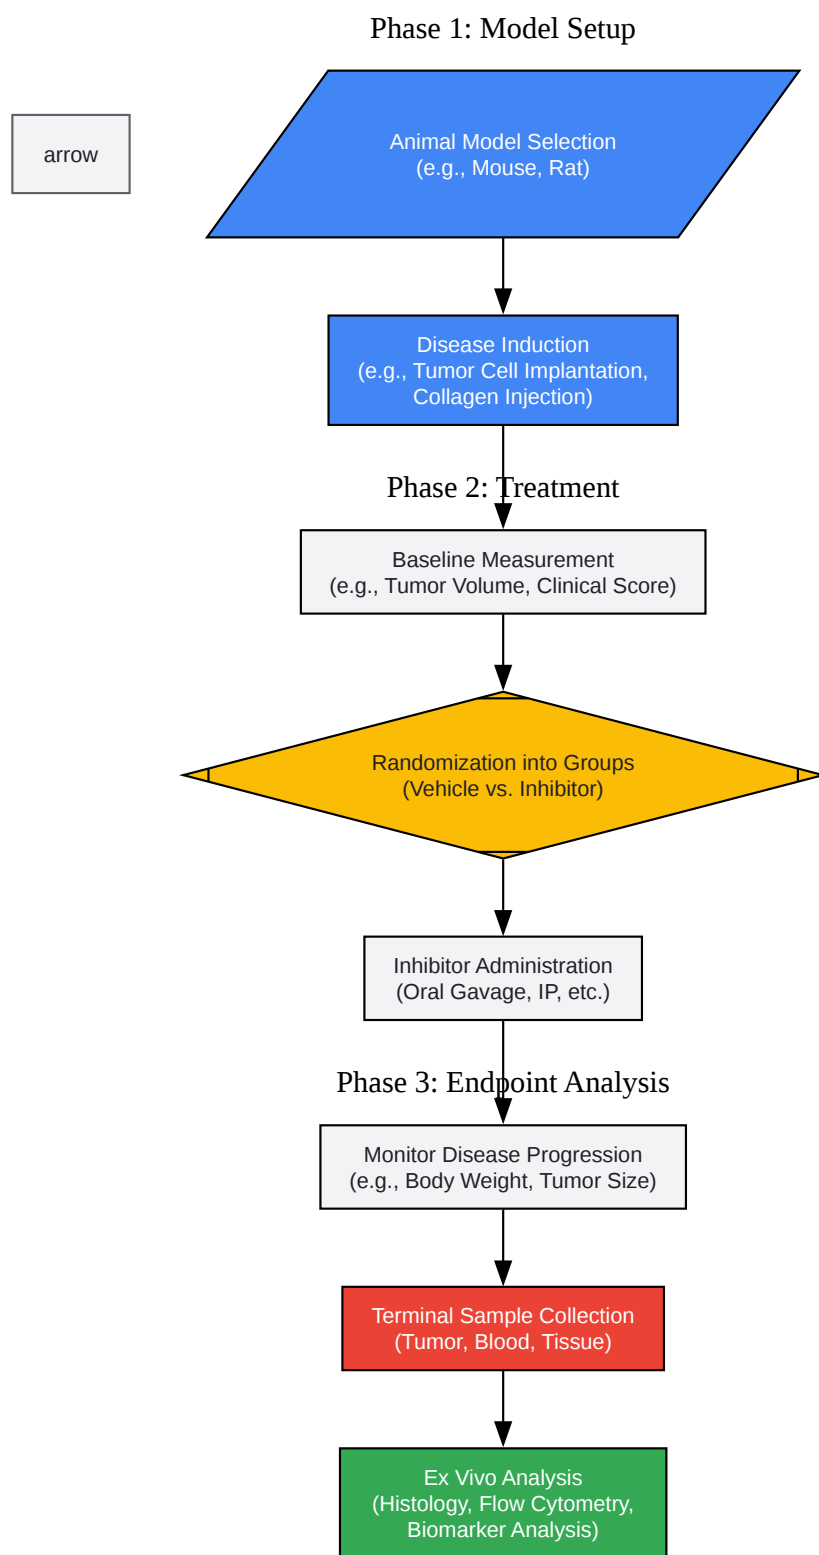 Phase 1: Model Setup
arrow
Animal Model Selection
(e.g., Mouse, Rat)
Disease Induction
(e.g., Tumor Cell Implantation,
Collagen Injection)
Phase 2: Treatment
Baseline Measurement
(e.g., Tumor Volume, Clinical Score)
Randomization into Groups
(Vehicle vs. Inhibitor)
Inhibitor Administration
(Oral Gavage, IP, etc.)
Phase 3: Endpoint Analysis
Monitor Disease Progression
(e.g., Body Weight, Tumor Size)
Terminal Sample Collection
(Tumor, Blood, Tissue)
Ex Vivo Analysis
(Histology, Flow Cytometry,
Biomarker Analysis)